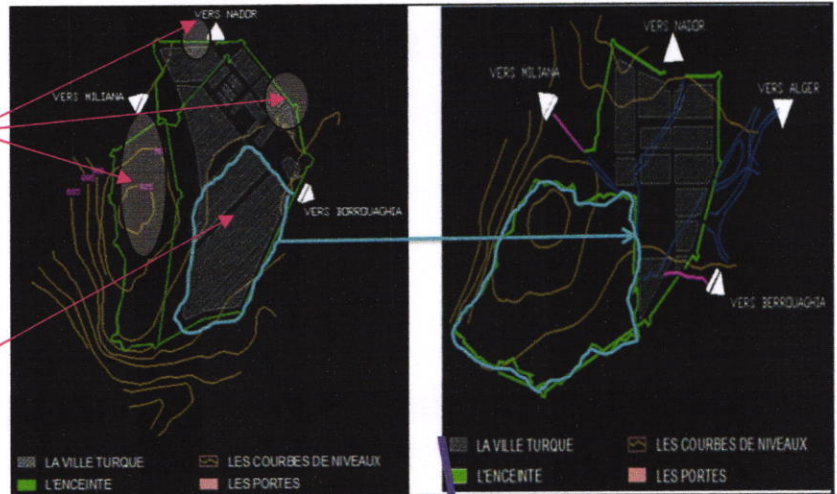 VERS NADOR
VERS MILIANA
VERS BORROUAGHIA
LA VILLE TURQUE
LES COURBES DE NIVEAUX
L'ENCEINTE
LES PORTES
VERS NADOR
VERS MILIANA
VERS ALGER
VERS BERROUAGHIA
LA VILLE TURQUE
LES COURBES DE NIVEAUX
L'ENCEINTE
LES PORTES